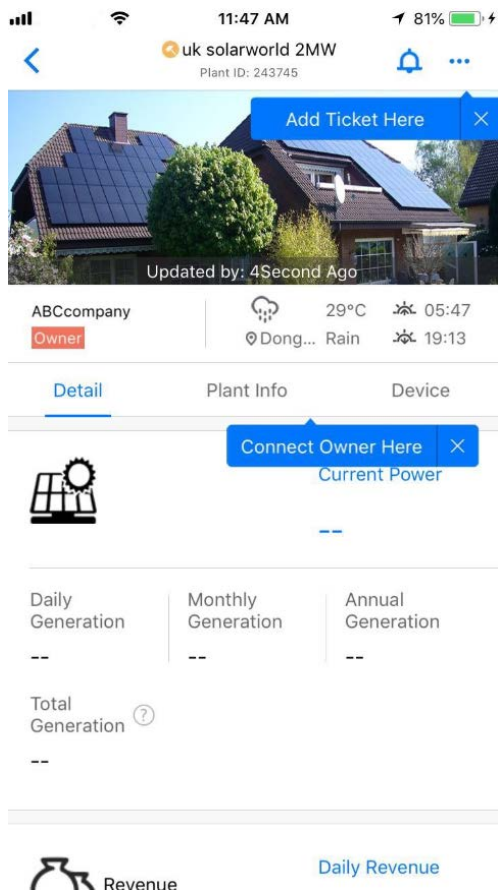 11:47 AM
81%
uk solarworld 2MW
Plant ID: 243745
Add Ticket Here
Updated by: 4Second Ago
ABCcompany
Owner
29°C
05:47
Dong...
Rain
19:13
Detail
Plant Info
Device
Connect Owner Here
Current Power
--
Daily
Generation
--
Monthly
Generation
--
Annual
Generation
--
Total
Generation ?
--
Revenue
Daily Revenue